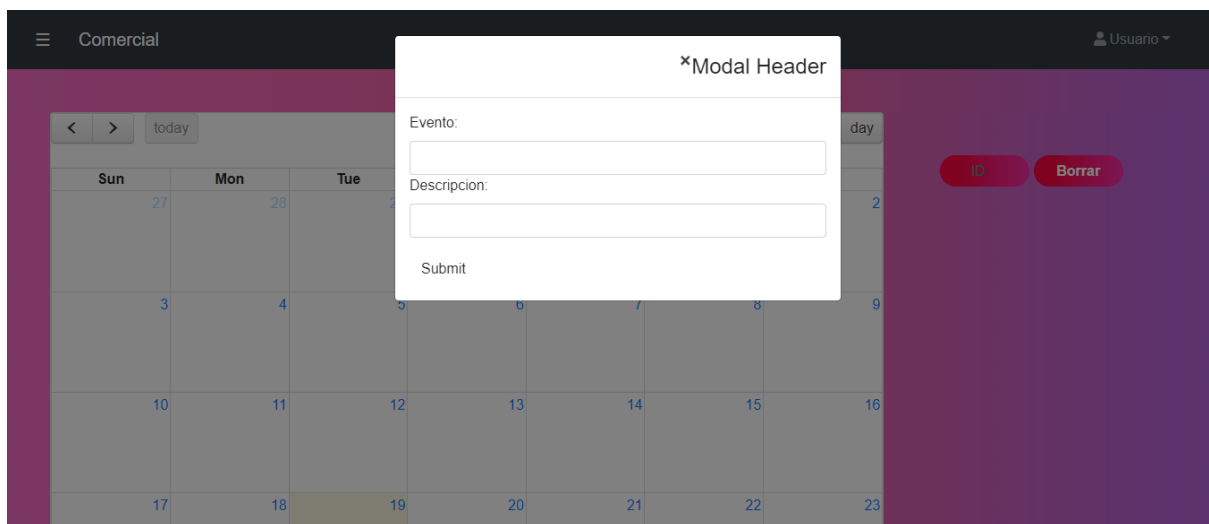 ☰ Comercial Usuario
×Modal Header
Evento:
today day
Descripcion:
ID Borrar
Sun Mon Tue
27 28 2
Submit
3 4 5 6 7 8 9
10 11 12 13 14 15 16
17 18 19 20 21 22 23